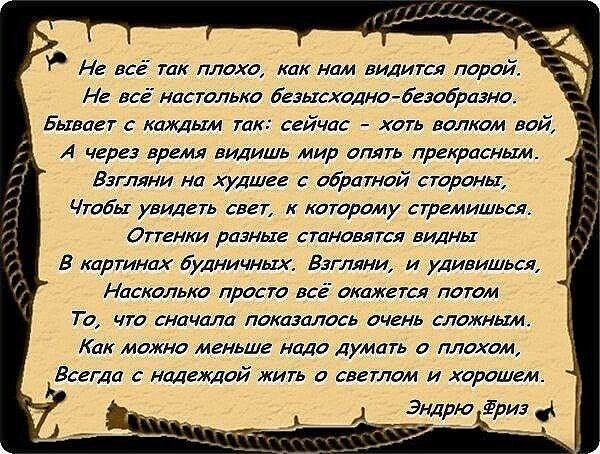 Не всё так плохо, как нам видится порой.
Не всё настолько безысходно-безобразно.
Бывает с каждым так: сейчас - хоть волком вой,
А через время видишь мир опять прекрасным.
Взгляни на худшее с обратной стороны,
Чтобы увидеть свет, к которому стремишься.
Оттенки разные становятся видны
В картинах будничных. Взгляни, и удивишься,
Насколько просто всё окажется потом
То, что сначала показалось очень сложным.
Как можно меньше надо думать о плохом,
Всегда с надеждой жить о светлом и хорошем.
Эндрю Фриз